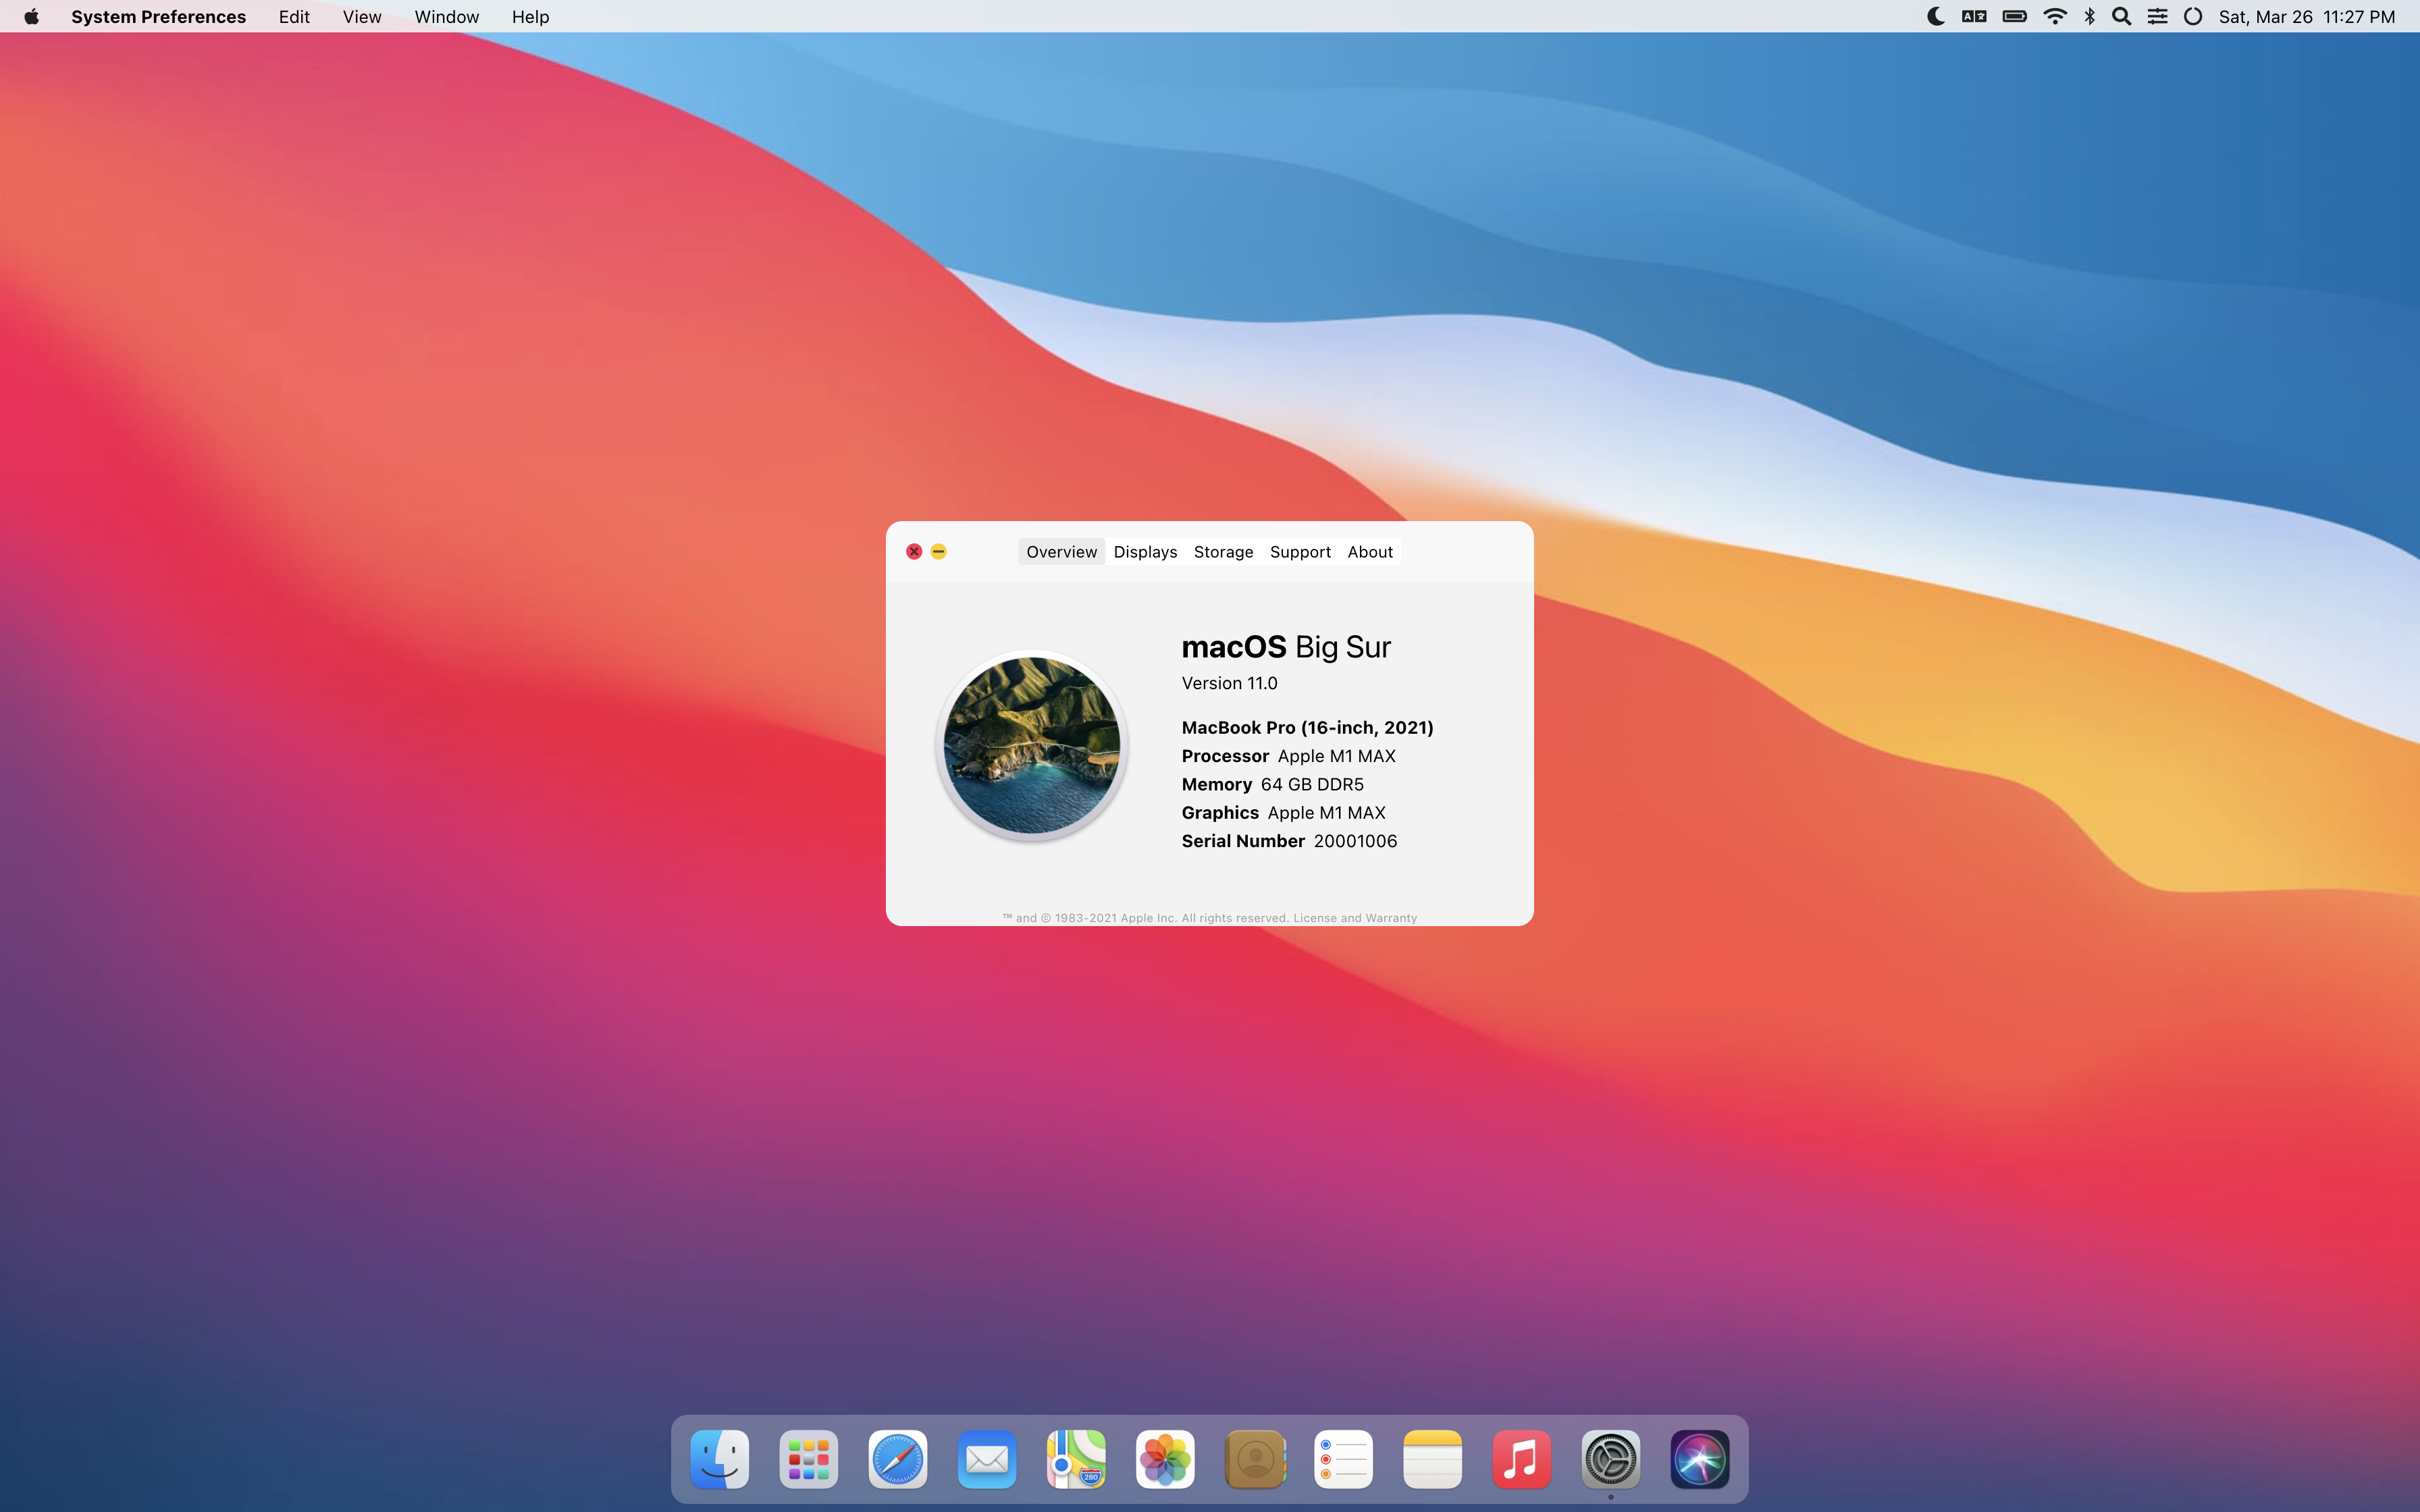 System Preferences Edit View Window Help Sat, Mar 26 11:27 PM
Overview Displays Storage Support About
macOS Big Sur
Version 11.0
MacBook Pro (16-inch, 2021)
Processor Apple M1 MAX
Memory 64 GB DDR5
Graphics Apple M1 MAX
Serial Number 20001006
™ and © 1983-2021 Apple Inc. All rights reserved. License and Warranty
280